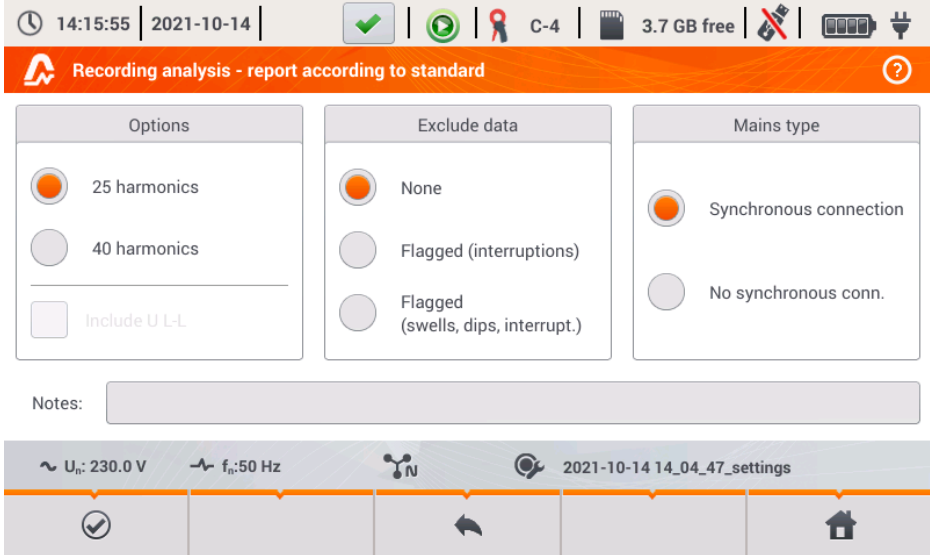 14:15:55 2021-10-14 C-4 3.7 GB free
Recording analysis - report according to standard ?
Options
25 harmonics
40 harmonics
Include U L-L
Exclude data
None
Flagged (interruptions)
Flagged
(swells, dips, interrupt.)
Mains type
Synchronous connection
No synchronous conn.
Notes:
Uₙ: 230.0 V fₙ:50 Hz N 2021-10-14 14_04_47_settings